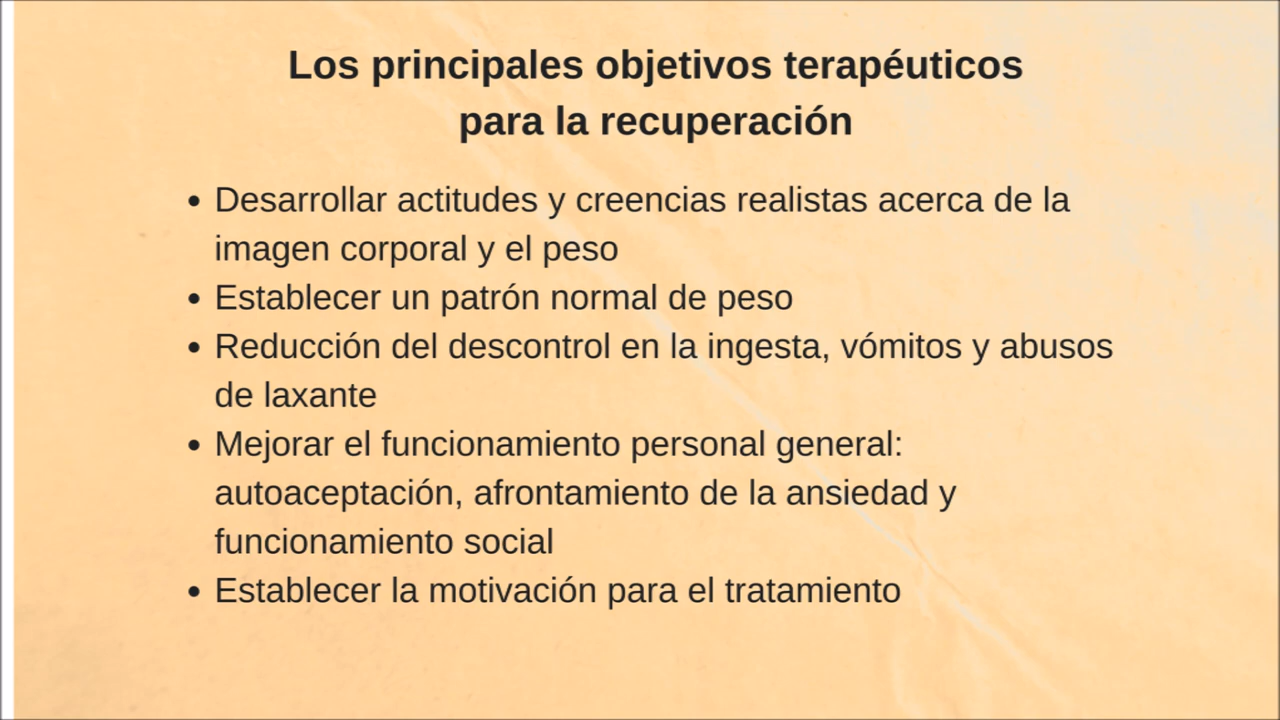 Los principales objetivos terapéuticos
para la recuperación
• Desarrollar actitudes y creencias realistas acerca de la
imagen corporal y el peso
• Establecer un patrón normal de peso
• Reducción del descontrol en la ingesta, vómitos y abusos
de laxante
• Mejorar el funcionamiento personal general:
autoaceptación, afrontamiento de la ansiedad y
funcionamiento social
• Establecer la motivación para el tratamiento